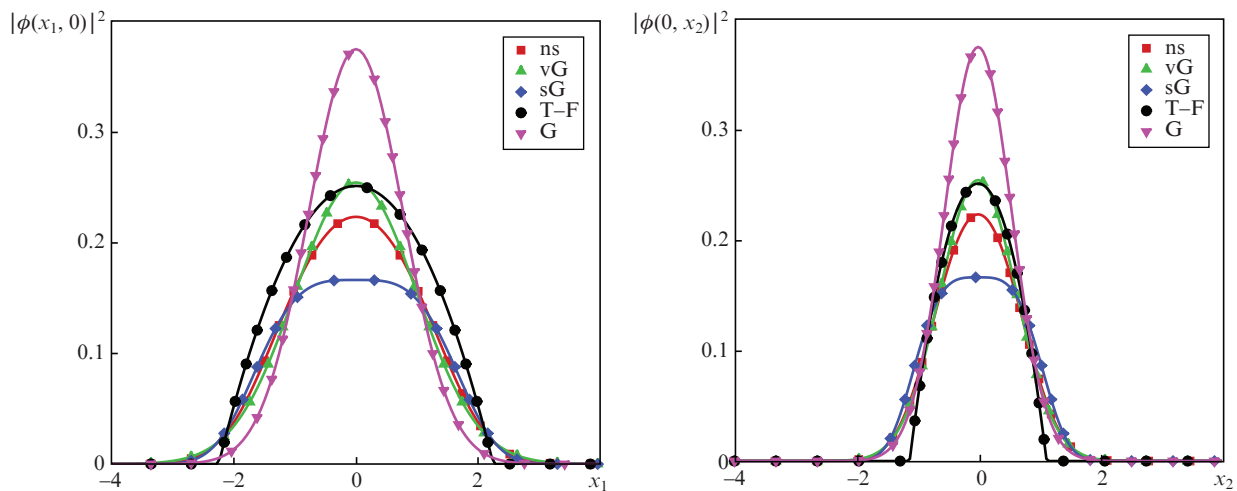 |ϕ(x₁, 0)|²
ns
vG
sG
T–F
G
0.3
0.2
0.1
0
−4
−2
0
2
x₁
|ϕ(0, x₂)|²
ns
vG
sG
T–F
G
0.3
0.2
0.1
0
−4
−2
0
2
x₂